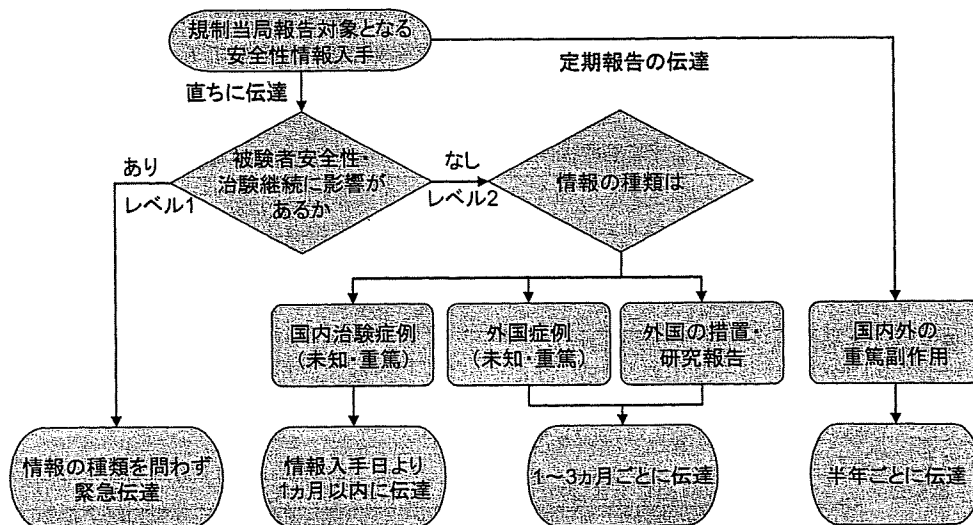 規制当局報告対象となる
安全性情報入手
定期報告の伝達
直ちに伝達
あり
レベル1
被験者安全性・
治験継続に影響が
あるか
なし
レベル2
情報の種類は
国内治験症例
(未知・重篤)
外国症例
(未知・重篤)
外国の措置・
研究報告
国内外の
重篤副作用
情報の種類を問わず
緊急伝達
情報入手日より
1ヵ月以内に伝達
1～3ヵ月ごとに伝達
半年ごとに伝達